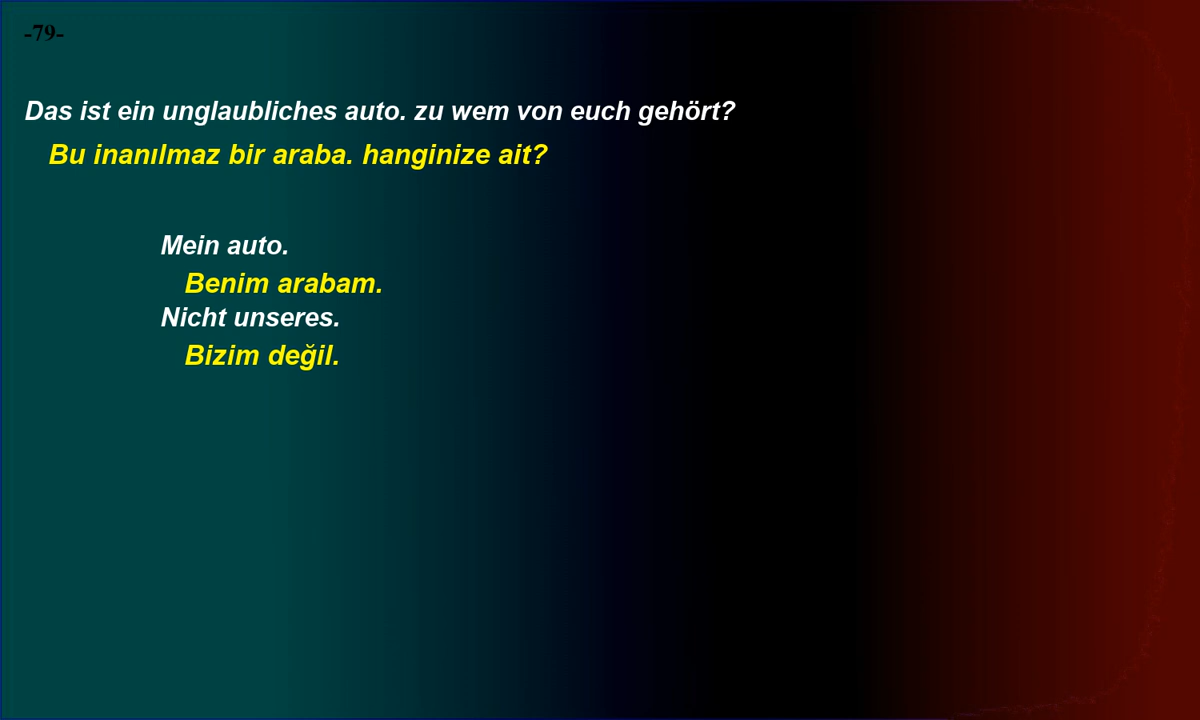 -79-
Das ist ein unglaubliches auto. zu wem von euch gehört?
Bu inanılmaz bir araba. hanginize ait?
Mein auto.
Benim arabam.
Nicht unseres.
Bizim değil.